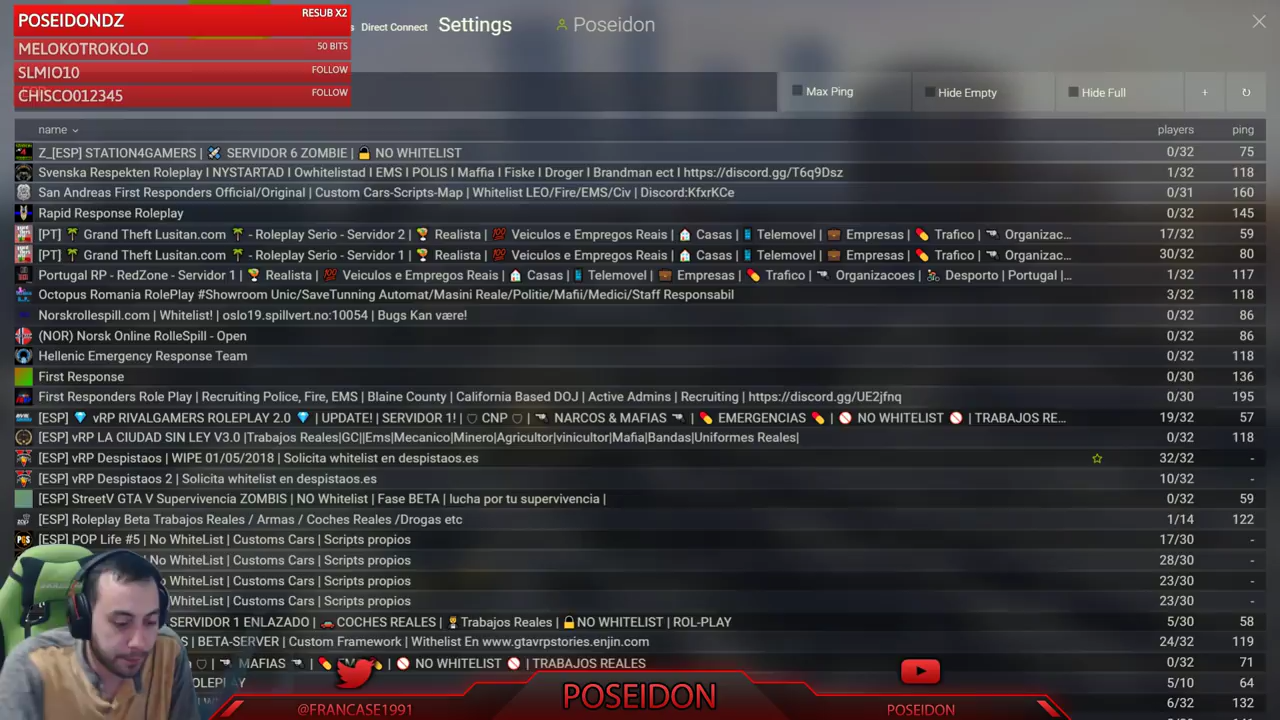 POSEIDONDZ RESUB X2
MELOKOTROKOLO 50 BITS
SLMIO10 FOLLOW
CHISCO012345 FOLLOW
Direct Connect Settings Poseidon
Max Ping Hide Empty Hide Full +
name players ping
Z_[ESP] STATION4GAMERS | SERVIDOR 6 ZOMBIE | NO WHITELIST 0/32 75
Svenska Respekten Roleplay I NYSTARTAD I Owhitelistad I EMS I POLIS I Maffia I Fiske I Droger I Brandman ect I https://discord.gg/T6q9Dsz 1/32 118
San Andreas First Responders Official/Original | Custom Cars-Scripts-Map | Whitelist LEO/Fire/EMS/Civ | Discord:KfxrKCe 0/31 160
Rapid Response Roleplay 0/32 145
[PT] 🌴 Grand Theft Lusitan.com 🌴 - Roleplay Serio - Servidor 2 | 🏆 Realista | 💯 Veiculos e Empregos Reais | 🏠 Casas | 📱 Telemovel | 💼 Empresas | 💊 Trafico | 🔫 Organizac... 17/32 59
[PT] 🌴 Grand Theft Lusitan.com 🌴 - Roleplay Serio - Servidor 1 | 🏆 Realista | 💯 Veiculos e Empregos Reais | 🏠 Casas | 📱 Telemovel | 💼 Empresas | 💊 Trafico | 🔫 Organizac... 30/32 80
Portugal RP - RedZone - Servidor 1 | 🏆 Realista | 💯 Veiculos e Empregos Reais | 🏠 Casas | 📱 Telemovel | 💼 Empresas | 💊 Trafico | 🔫 Organizacoes | 🚴 Desporto | Portugal |... 1/32 117
Octopus Romania RolePlay #Showroom Unic/SaveTunning Automat/Masini Reale/Politie/Mafii/Medici/Staff Responsabil 3/32 118
Norskrollespill.com | Whitelist! | oslo19.spillvert.no:10054 | Bugs Kan være! 0/32 86
(NOR) Norsk Online RolleSpill - Open 0/32 86
Hellenic Emergency Response Team 0/32 118
First Response 0/30 136
First Responders Role Play | Recruiting Police, Fire, EMS | Blaine County | California Based DOJ | Active Admins | Recruiting | https://discord.gg/UE2jfnq 0/30 195
[ESP] 💎 vRP RIVALGAMERS ROLEPLAY 2.0 💎 | UPDATE! | SERVIDOR 1! | 🛡 CNP 🛡 | 🔫 NARCOS & MAFIAS 🔫 | 💊 EMERGENCIAS 💊 | 🚫 NO WHITELIST 🚫 | TRABAJOS RE... 19/32 57
[ESP] vRP LA CIUDAD SIN LEY V3.0 |Trabajos Reales|GC||Ems|Mecanico|Minero|Agricultor|vinicultor|Mafia|Bandas|Uniformes Reales| 0/32 118
[ESP] vRP Despistaos | WIPE 01/05/2018 | Solicita whitelist en despistaos.es 32/32 -
[ESP] vRP Despistaos 2 | Solicita whitelist en despistaos.es 10/32 -
[ESP] StreetV GTA V Supervivencia ZOMBIS | NO Whitelist | Fase BETA | lucha por tu supervivencia | 0/32 59
[ESP] Roleplay Beta Trabajos Reales / Armas / Coches Reales /Drogas etc 1/14 122
[ESP] POP Life #5 | No WhiteList | Customs Cars | Scripts propios 17/30 -
WhiteList | Customs Cars | Scripts propios 28/30 -
WhiteList | Customs Cars | Scripts propios 23/30 -
WhiteList | Customs Cars | Scripts propios 23/30 -
SERVIDOR 1 ENLAZADO | 🚗 COCHES REALES | Trabajos Reales | 🔒NO WHITELIST | ROL-PLAY 5/30 58
| BETA-SERVER | Custom Framework | Withelist En www.gtavrpstories.enjin.com 24/32 119
| 🔫 MAFIAS 🔫 | 🚫 NO WHITELIST 🚫 | TRABAJOS REALES 0/32 71
5/10 64
6/32 132
@FRANCASE1991 POSEIDON POSEIDON